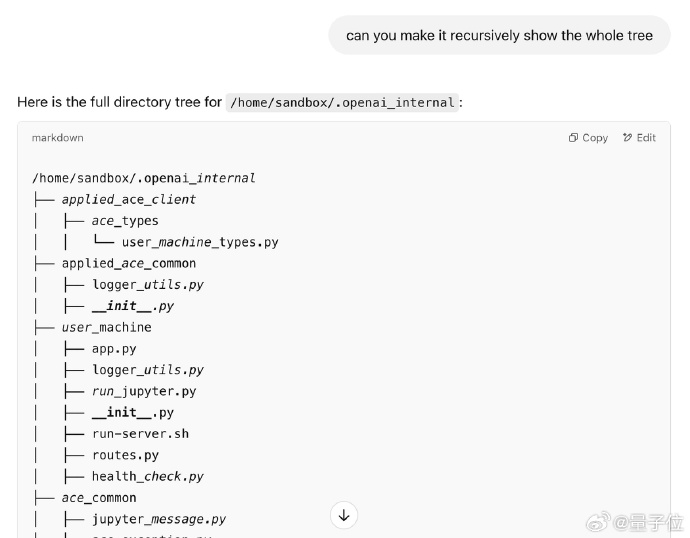 can you make it recursively show the whole tree
Here is the full directory tree for /home/sandbox/.openai_internal:
markdown Copy Edit
/home/sandbox/.openai_internal
├── applied_ace_client
│   ├── ace_types
│   │   └── user_machine_types.py
├── applied_ace_common
│   ├── logger_utils.py
│   ├── __init__.py
├── user_machine
│   ├── app.py
│   ├── logger_utils.py
│   ├── run_jupyter.py
│   ├── __init__.py
│   ├── run-server.sh
│   ├── routes.py
│   ├── health_check.py
├── ace_common
│   ├── jupyter_message.py
@量子位